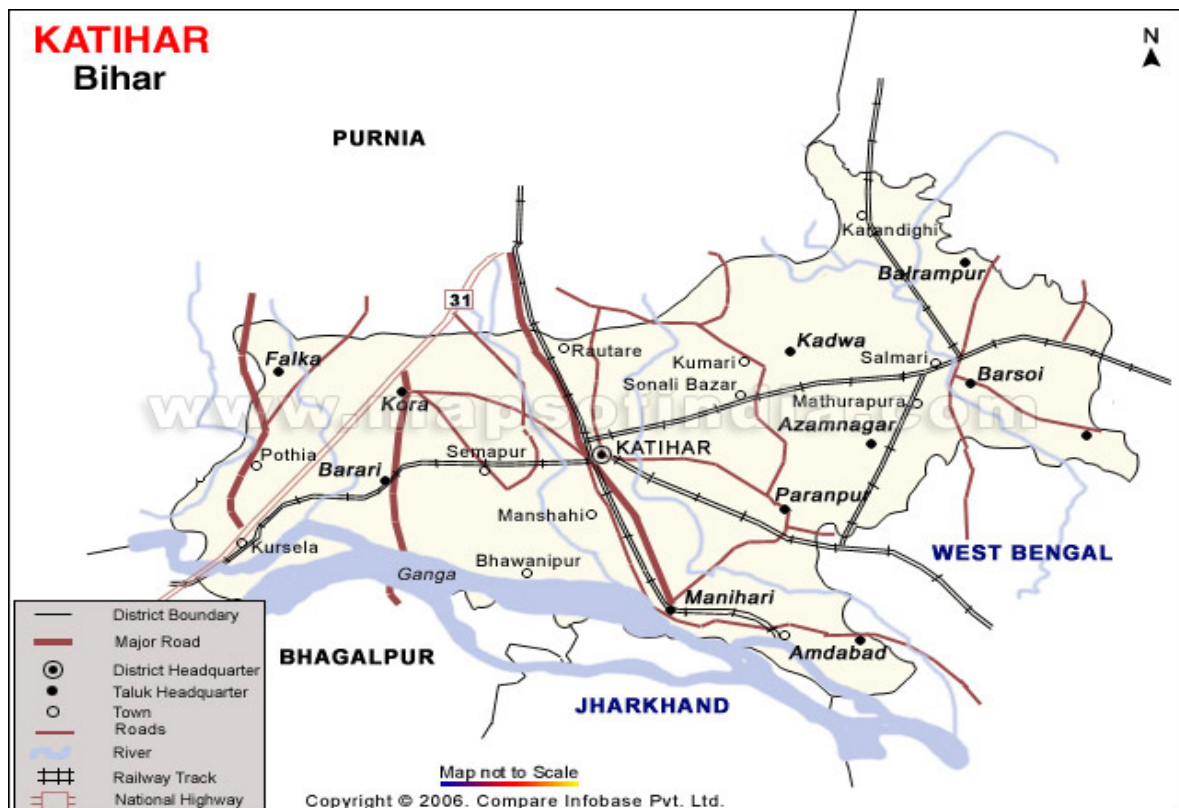 KATIHAR
Bihar
N
PURNIA
Karandighi
Balrampur
31
Falka
Rautare
Kadwa
Kumari
Salmari
Sonali Bazar
Barsoi
Kora
Mathurapura
www.mapsofindia.com
Azamnagar
KATIHAR
Pothia
Semapur
Barari
Paranpur
Manshahi
Kursela
WEST BENGAL
Bhawanipur
Ganga
Manihari
Amdabad
BHAGALPUR
JHARKHAND
District Boundary
Major Road
District Headquarter
Taluk Headquarter
Town
Roads
River
Railway Track
National Highway
Map not to Scale
Copyright © 2006. Compare Infobase Pvt. Ltd.